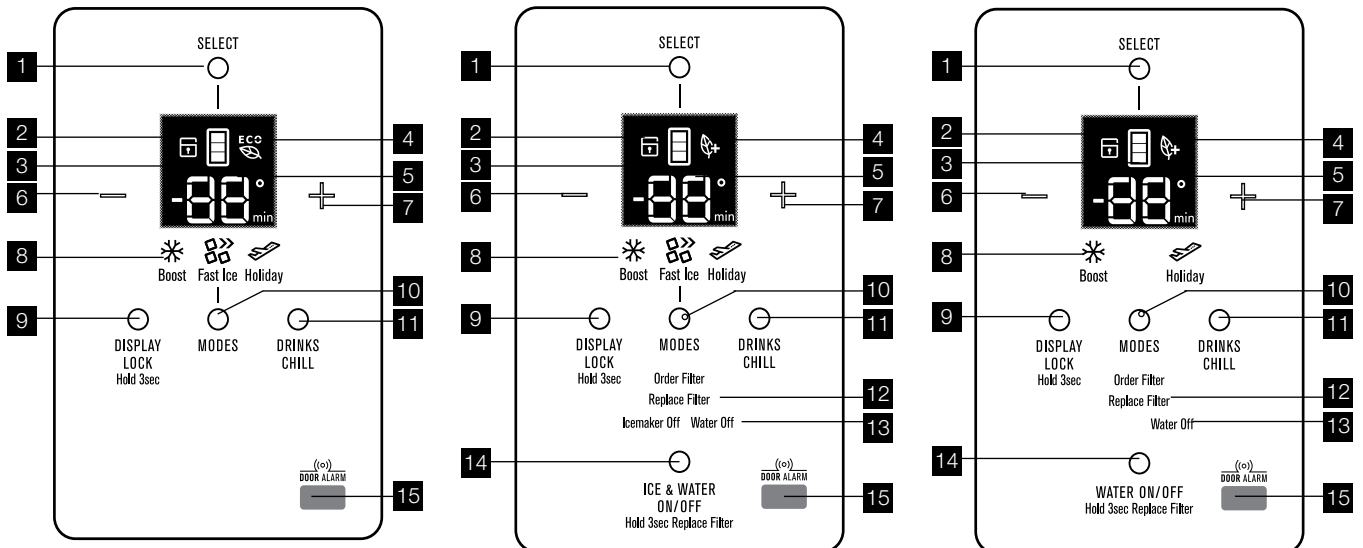 SELECT
1
2
3
4
5
6
7
ECO
-88°
min
8
Boost Fast Ice Holiday
9
10
11
DISPLAY LOCK
Hold 3sec
MODES
DRINKS CHILL
((o))
DOOR ALARM
15
SELECT
1
2
3
4
5
6
7
-88°
min
8
Boost Fast Ice Holiday
9
10
11
DISPLAY LOCK
Hold 3sec
MODES
DRINKS CHILL
Order Filter
Replace Filter
12
Icemaker Off Water Off
13
14
ICE & WATER
ON/OFF
Hold 3sec Replace Filter
((o))
DOOR ALARM
15
SELECT
1
2
3
4
5
6
7
-88°
min
8
Boost Holiday
9
10
11
DISPLAY LOCK
Hold 3sec
MODES
DRINKS CHILL
Order Filter
Replace Filter
12
Water Off
13
14
WATER ON/OFF
Hold 3sec Replace Filter
((o))
DOOR ALARM
15